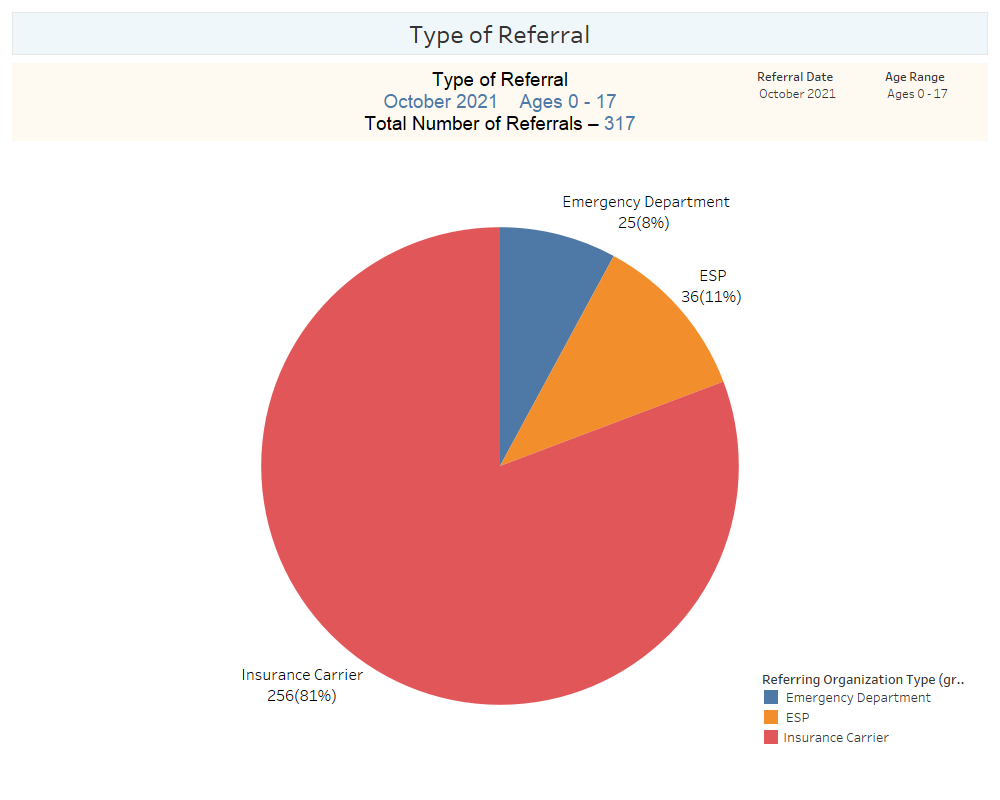 Type of Referral
Type of Referral
October 2021 Ages 0 - 17
Total Number of Referrals – 317
Referral Date
October 2021
Age Range
Ages 0 - 17
Emergency Department
25(8%)
ESP
36(11%)
Insurance Carrier
256(81%)
Referring Organization Type (gr..
Emergency Department
ESP
Insurance Carrier